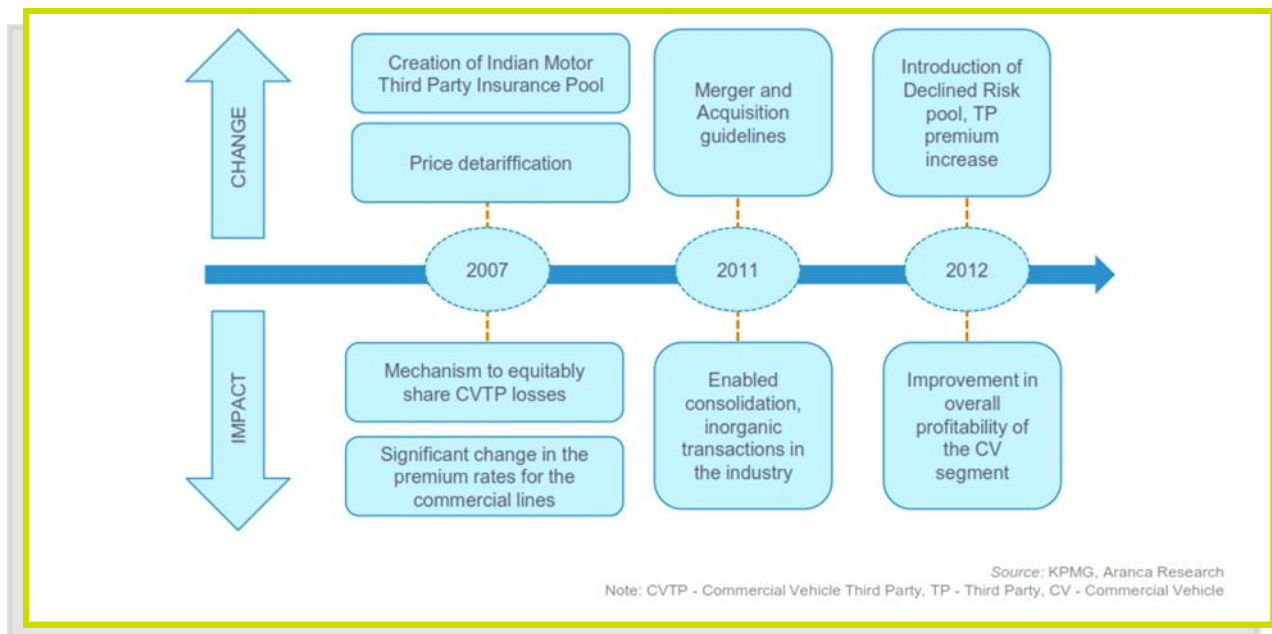 CHANGE
Creation of Indian Motor
Third Party Insurance Pool
Price detariffication
Merger and
Acquisition
guidelines
Introduction of
Declined Risk
pool, TP
premium
increase
2007
2011
2012
IMPACT
Mechanism to equitably
share CVTP losses
Significant change in the
premium rates for the
commercial lines
Enabled
consolidation,
inorganic
transactions in
the industry
Improvement in
overall
profitability of
the CV
segment
Source: KPMG, Aranca Research
Note: CVTP - Commercial Vehicle Third Party, TP - Third Party, CV - Commercial Vehicle